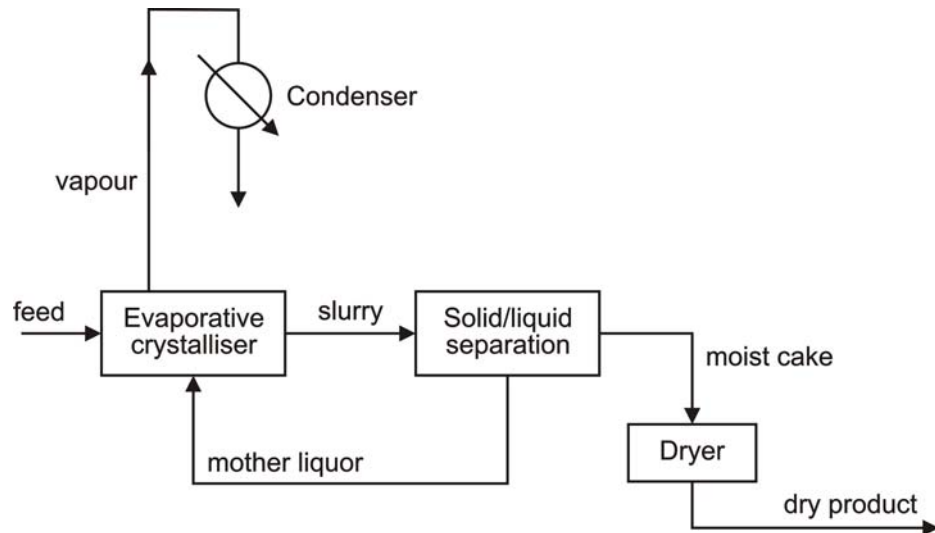 Condenser
vapour
feed
Evaporative
crystalliser
slurry
Solid/liquid
separation
moist cake
mother liquor
Dryer
dry product